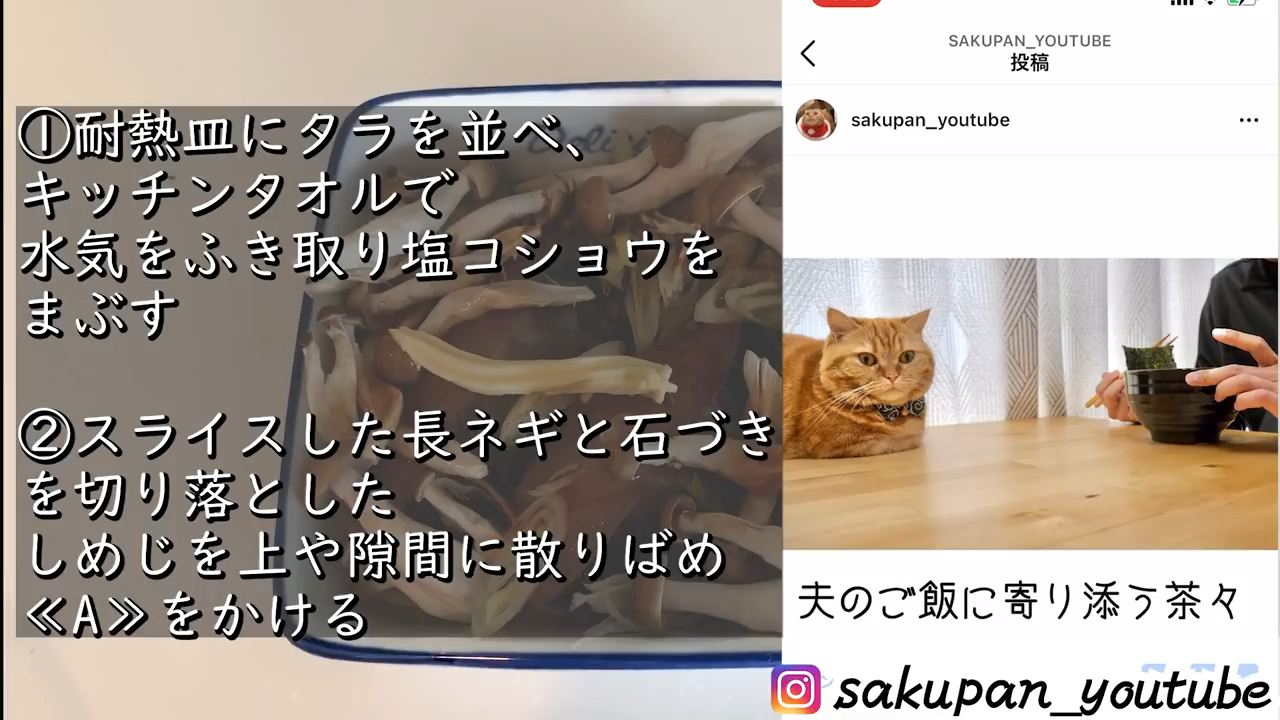 ①耐熱皿にタラを並べ、
キッチンタオルで
水気をふき取り塩コショウを
まぶす
②スライスした長ネギと石づき
を切り落とした
しめじを上や隙間に散りばめ
≪A≫をかける
SAKUPAN_YOUTUBE
投稿
sakupan_youtube
夫のご飯に寄り添う茶々
sakupan_youtube